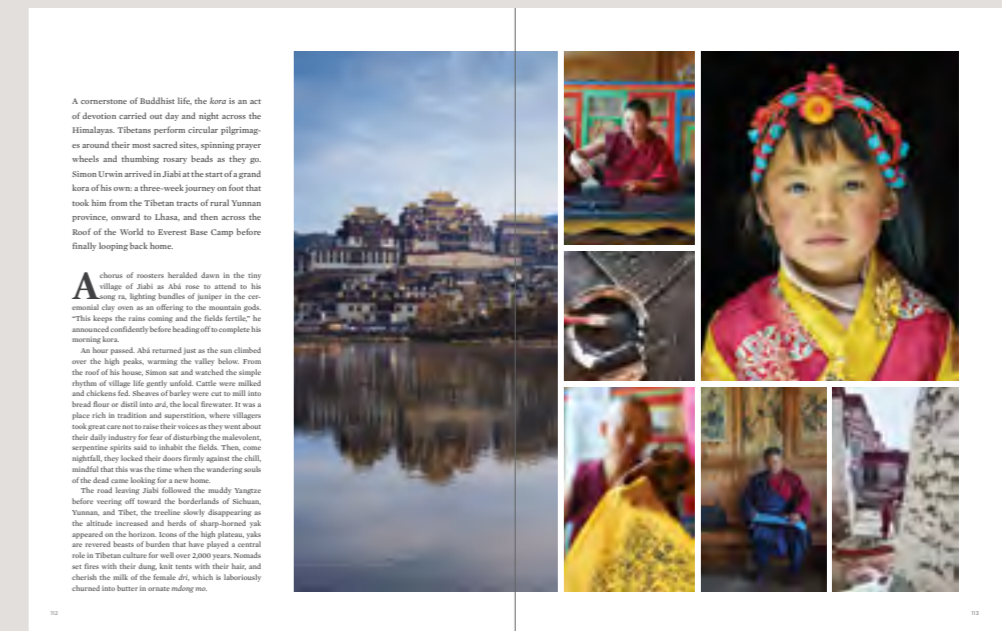 A cornerstone of Buddhist life, the kora is an act
of devotion carried out day and night across the
Himalayas. Tibetans perform circular pilgrimag-
es around their most sacred sites, spinning prayer
wheels and thumbing rosary beads as they go.
Simon Urwin arrived in Jiabi at the start of a grand
kora of his own: a three-week journey on foot that
took him from the Tibetan tracts of rural Yunnan
province, onward to Lhasa, and then across the
Roof of the World to Everest Base Camp before
finally looping back home.
A chorus of roosters heralded dawn in the tiny
village of Jiabi as Abá rose to attend to his
song ra, lighting bundles of juniper in the cer-
emonial clay oven as an offering to the mountain gods.
“This keeps the rains coming and the fields fertile,” he
announced confidently before heading off to complete his
morning kora.
An hour passed. Abá returned just as the sun climbed
over the high peaks, warming the valley below. From
the roof of his house, Simon sat and watched the simple
rhythm of village life gently unfold. Cattle were milked
and chickens fed. Sheaves of barley were cut to mill into
bread flour or distil into ará, the local firewater. It was a
place rich in tradition and superstition, where villagers
took great care not to raise their voices as they went about
their daily industry for fear of disturbing the malevolent,
serpentine spirits said to inhabit the fields. Then, come
nightfall, they locked their doors firmly against the chill,
mindful that this was the time when the wandering souls
of the dead came looking for a new home.
The road leaving Jiabi followed the muddy Yangtze
before veering off toward the borderlands of Sichuan,
Yunnan, and Tibet, the treeline slowly disappearing as
the altitude increased and herds of sharp-horned yak
appeared on the horizon. Icons of the high plateau, yaks
are revered beasts of burden that have played a central
role in Tibetan culture for well over 2,000 years. Nomads
set fires with their dung, knit tents with their hair, and
cherish the milk of the female dri, which is laboriously
churned into butter in ornate mdong mo.
112
113